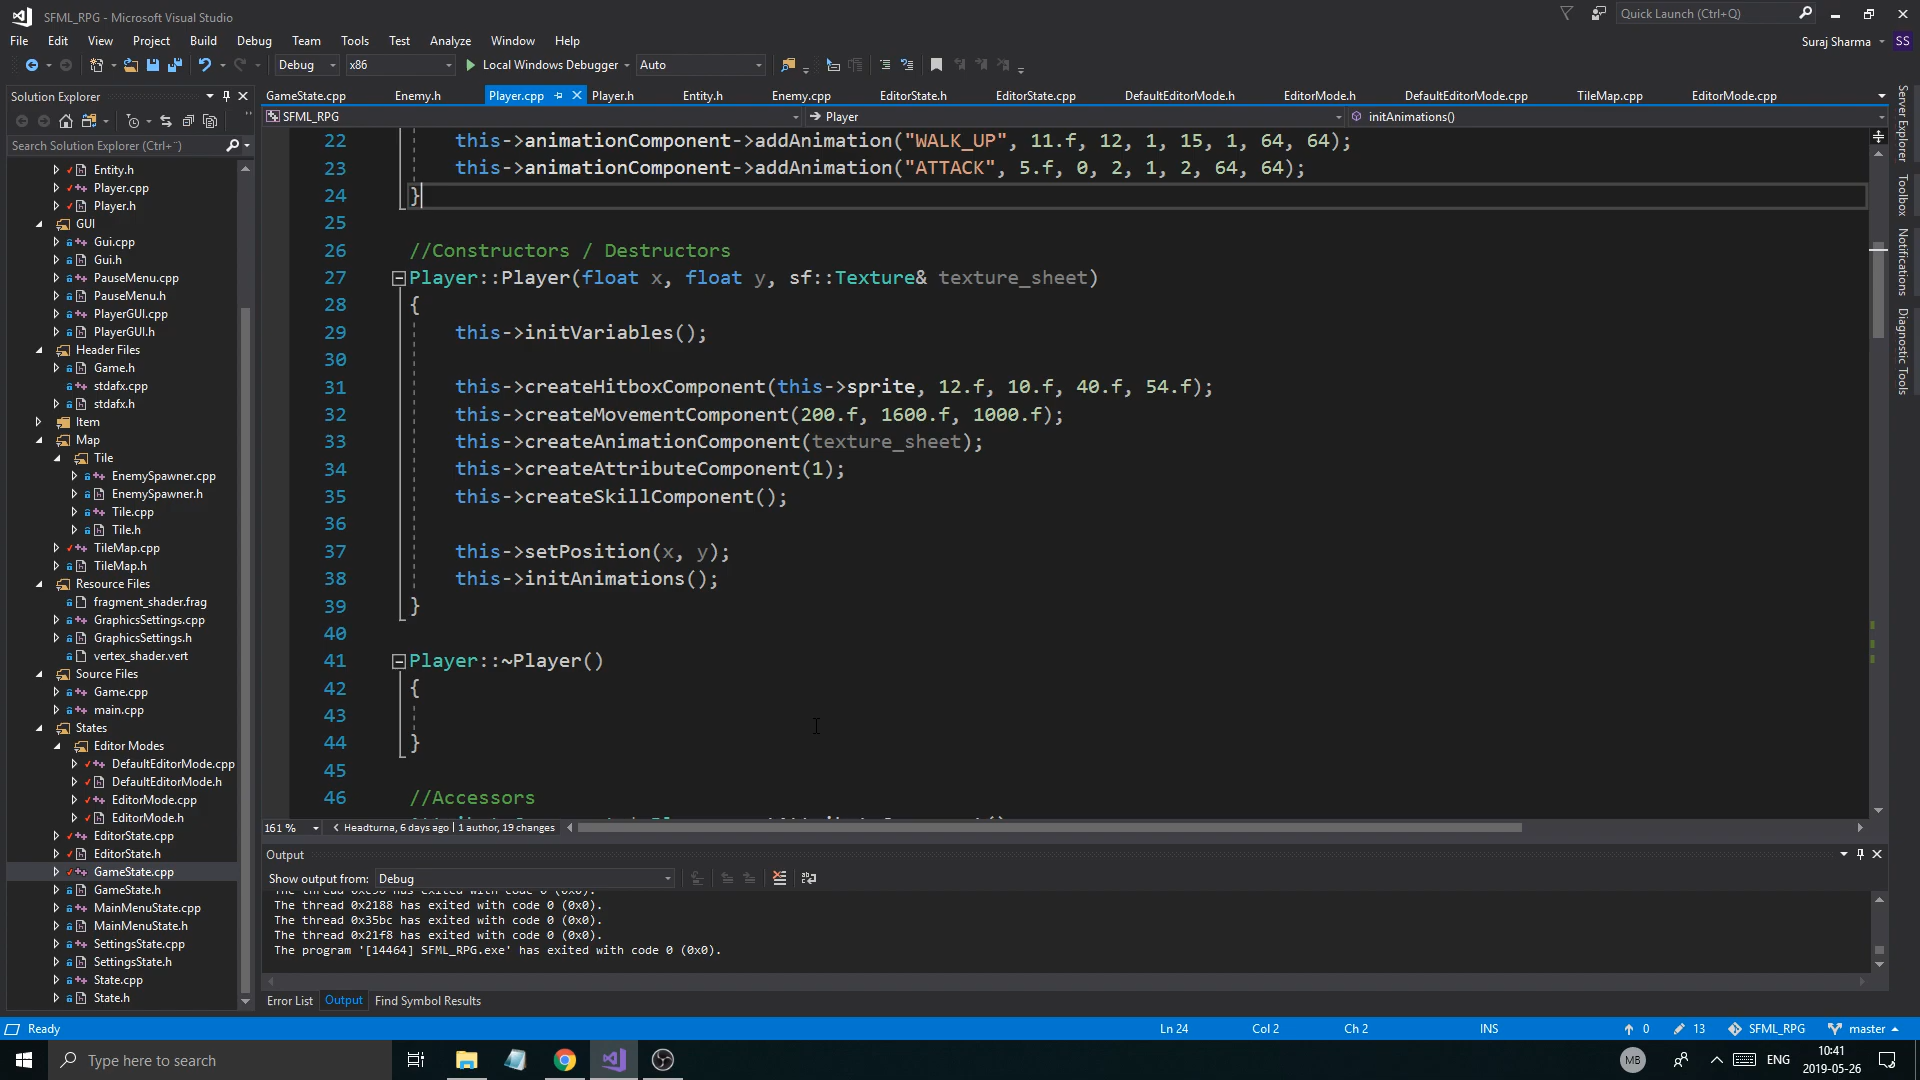 SFML_RPG - Microsoft Visual Studio
Quick Launch (Ctrl+Q)
File Edit View Project Build Debug Team Tools Test Analyze Window Help
Suraj Sharma
SS
Debug x86 Local Windows Debugger Auto
Solution Explorer
GameState.cpp Enemy.h Player.cpp Player.h Entity.h Enemy.cpp EditorState.h EditorState.cpp DefaultEditorMode.h EditorMode.h DefaultEditorMode.cpp TileMap.cpp EditorMode.cpp
SFML_RPG Player initAnimations()
Search Solution Explorer (Ctrl+¨)
Entity.h
Player.cpp
Player.h
GUI
Gui.cpp
Gui.h
PauseMenu.cpp
PauseMenu.h
PlayerGUI.cpp
PlayerGUI.h
Header Files
Game.h
stdafx.cpp
stdafx.h
Item
Map
Tile
EnemySpawner.cpp
EnemySpawner.h
Tile.cpp
Tile.h
TileMap.cpp
TileMap.h
Resource Files
fragment_shader.frag
GraphicsSettings.cpp
GraphicsSettings.h
vertex_shader.vert
Source Files
Game.cpp
main.cpp
States
Editor Modes
DefaultEditorMode.cpp
DefaultEditorMode.h
EditorMode.cpp
EditorMode.h
EditorState.cpp
EditorState.h
GameState.cpp
GameState.h
MainMenuState.cpp
MainMenuState.h
SettingsState.cpp
SettingsState.h
State.cpp
State.h
22 this->animationComponent->addAnimation("WALK_UP", 11.f, 12, 1, 15, 1, 64, 64);
23 this->animationComponent->addAnimation("ATTACK", 5.f, 0, 2, 1, 2, 64, 64);
24 }
25
26 //Constructors / Destructors
27 Player::Player(float x, float y, sf::Texture& texture_sheet)
28 {
29 this->initVariables();
30
31 this->createHitboxComponent(this->sprite, 12.f, 10.f, 40.f, 54.f);
32 this->createMovementComponent(200.f, 1600.f, 1000.f);
33 this->createAnimationComponent(texture_sheet);
34 this->createAttributeComponent(1);
35 this->createSkillComponent();
36
37 this->setPosition(x, y);
38 this->initAnimations();
39 }
40
41 Player::~Player()
42 {
43
44 }
45
46 //Accessors
161 % Headturna, 6 days ago | 1 author, 19 changes
Server Explorer
Toolbox
Notifications
Diagnostic Tools
Output
Show output from: Debug
The thread 0x2188 has exited with code 0 (0x0).
The thread 0x35bc has exited with code 0 (0x0).
The thread 0x21f8 has exited with code 0 (0x0).
The program '[14464] SFML_RPG.exe' has exited with code 0 (0x0).
Error List Output Find Symbol Results
Ready Ln 24 Col 2 Ch 2 INS 0 13 SFML_RPG master
Type here to search
MB
ENG
10:41
2019-05-26